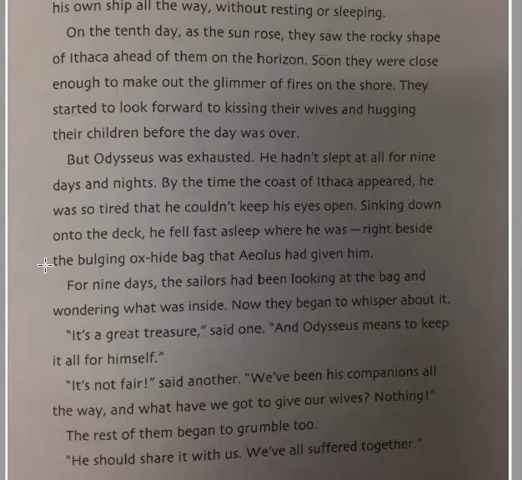 his own ship all the way, without resting or sleeping.
On the tenth day, as the sun rose, they saw the rocky shape
of Ithaca ahead of them on the horizon. Soon they were close
enough to make out the glimmer of fires on the shore. They
started to look forward to kissing their wives and hugging
their children before the day was over.
But Odysseus was exhausted. He hadn't slept at all for nine
days and nights. By the time the coast of Ithaca appeared, he
was so tired that he couldn't keep his eyes open. Sinking down
onto the deck, he fell fast asleep where he was—right beside
the bulging ox-hide bag that Aeolus had given him.
For nine days, the sailors had been looking at the bag and
wondering what was inside. Now they began to whisper about it.
"It's a great treasure," said one. "And Odysseus means to keep
it all for himself."
"It's not fair!" said another. "We've been his companions all
the way, and what have we got to give our wives? Nothing!"
The rest of them began to grumble too.
"He should share it with us. We've all suffered together."